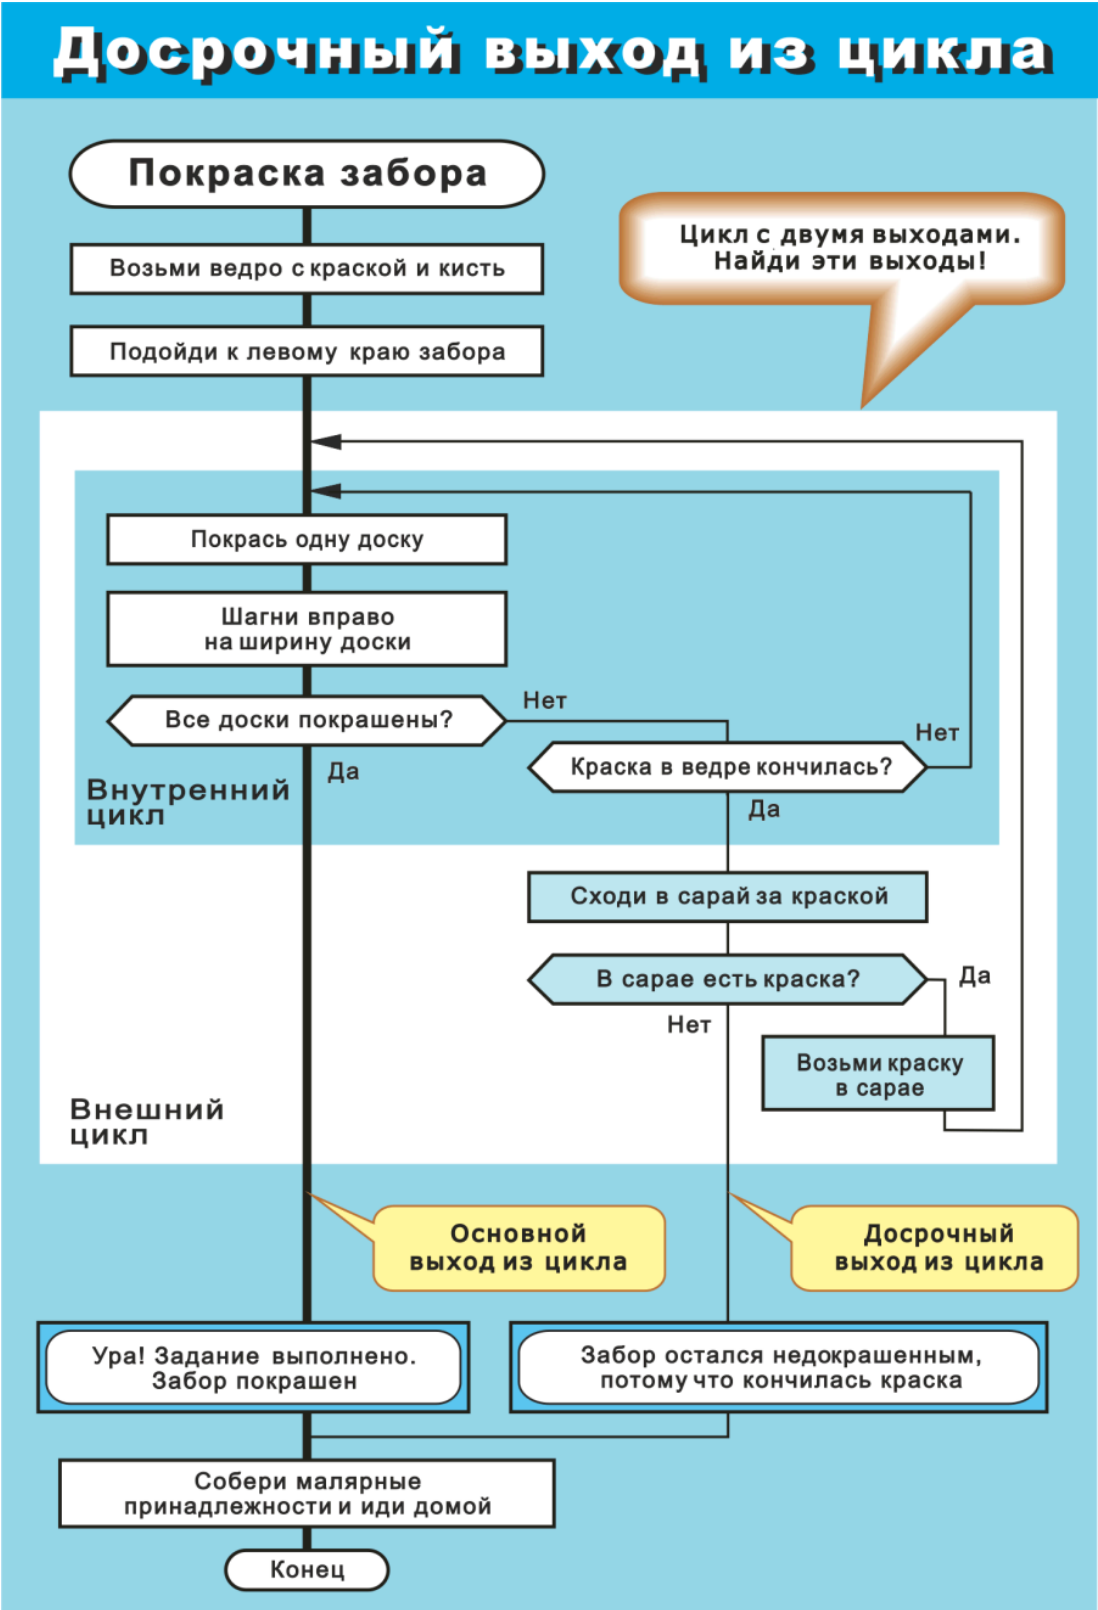 Досрочный выход из цикла
Покраска забора
Возьми ведро с краской и кисть
Подойди к левому краю забора
Цикл с двумя выходами.
Найди эти выходы!
Покрась одну доску
Шагни вправо
на ширину доски
Все доски покрашены?
Нет
Да
Краска в ведре кончилась?
Нет
Да
Внутренний
цикл
Сходи в сарай за краской
В сарае есть краска?
Да
Нет
Возьми краску
в сарае
Внешний
цикл
Основной
выход из цикла
Досрочный
выход из цикла
Ура! Задание выполнено.
Забор покрашен
Забор остался недокрашенным,
потому что кончилась краска
Собери малярные
принадлежности и иди домой
Конец